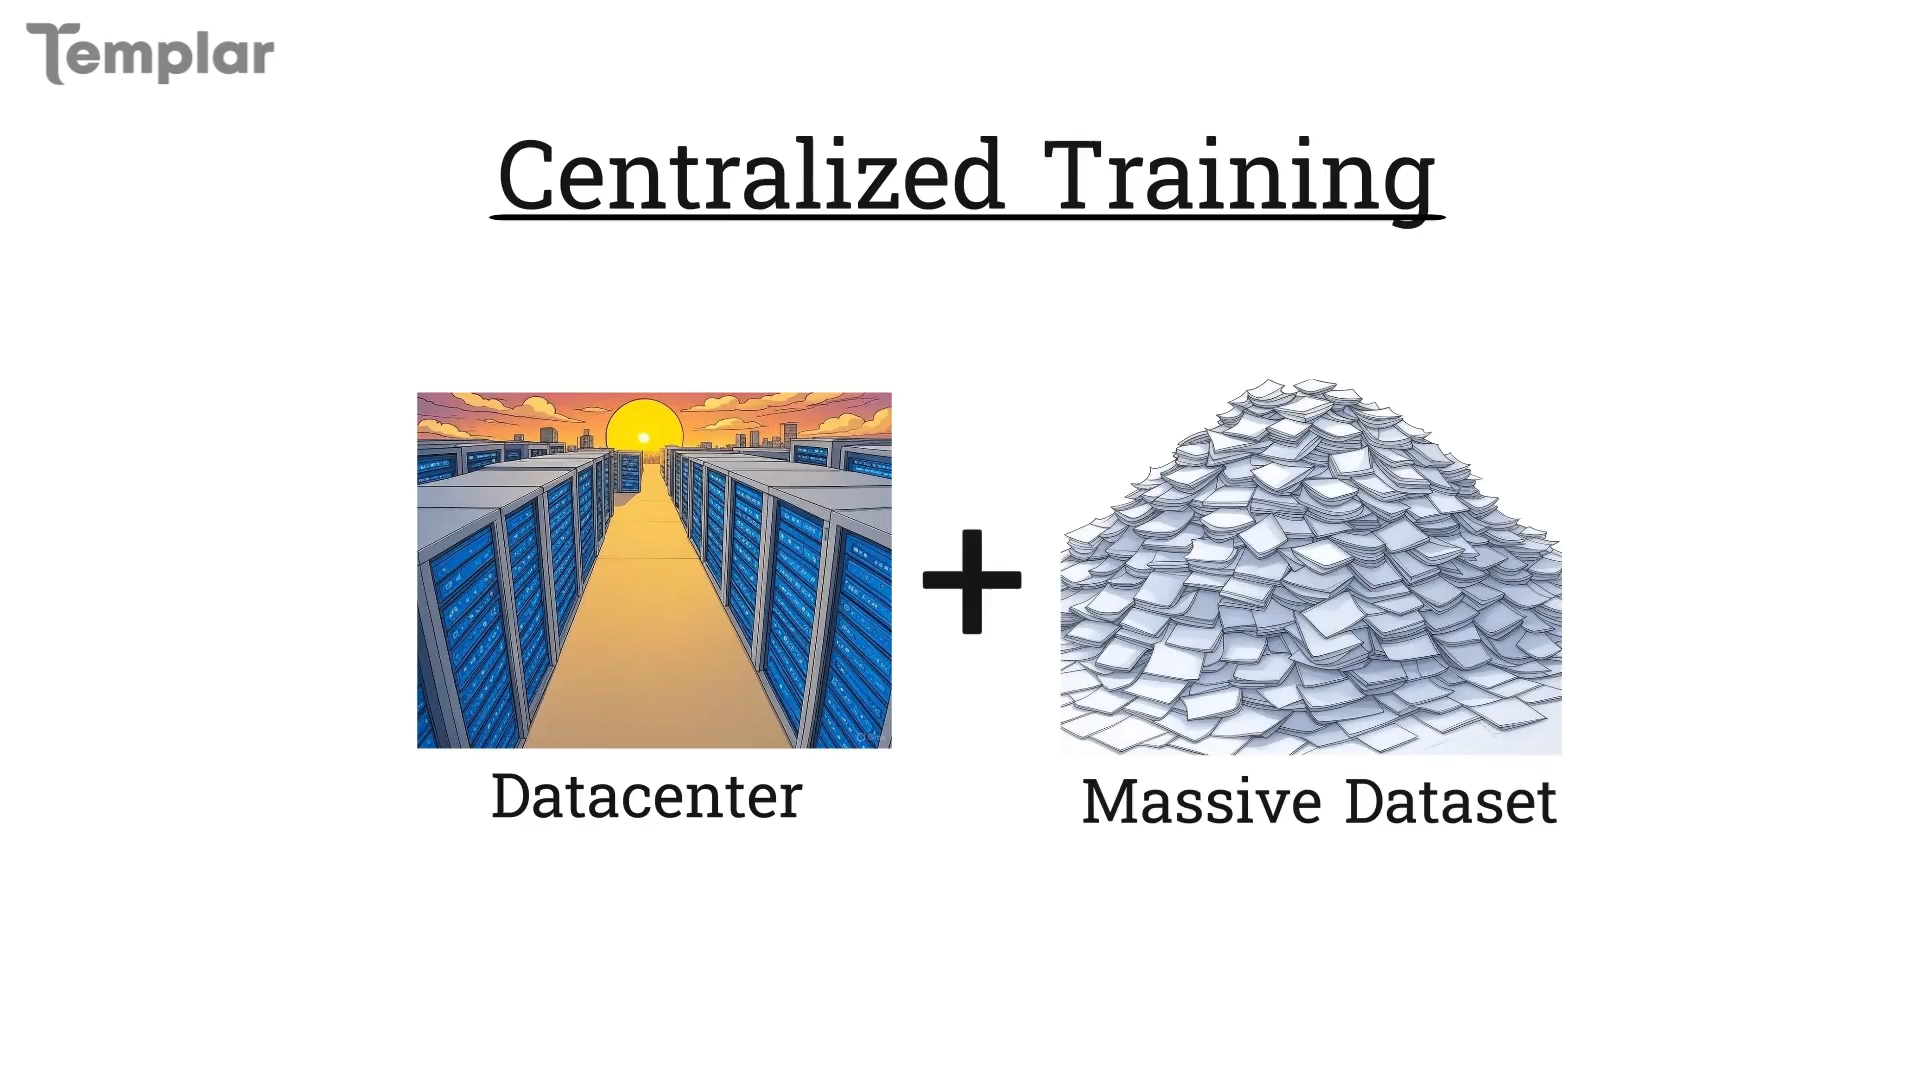 Templar
Centralized Training
Datacenter
Massive Dataset